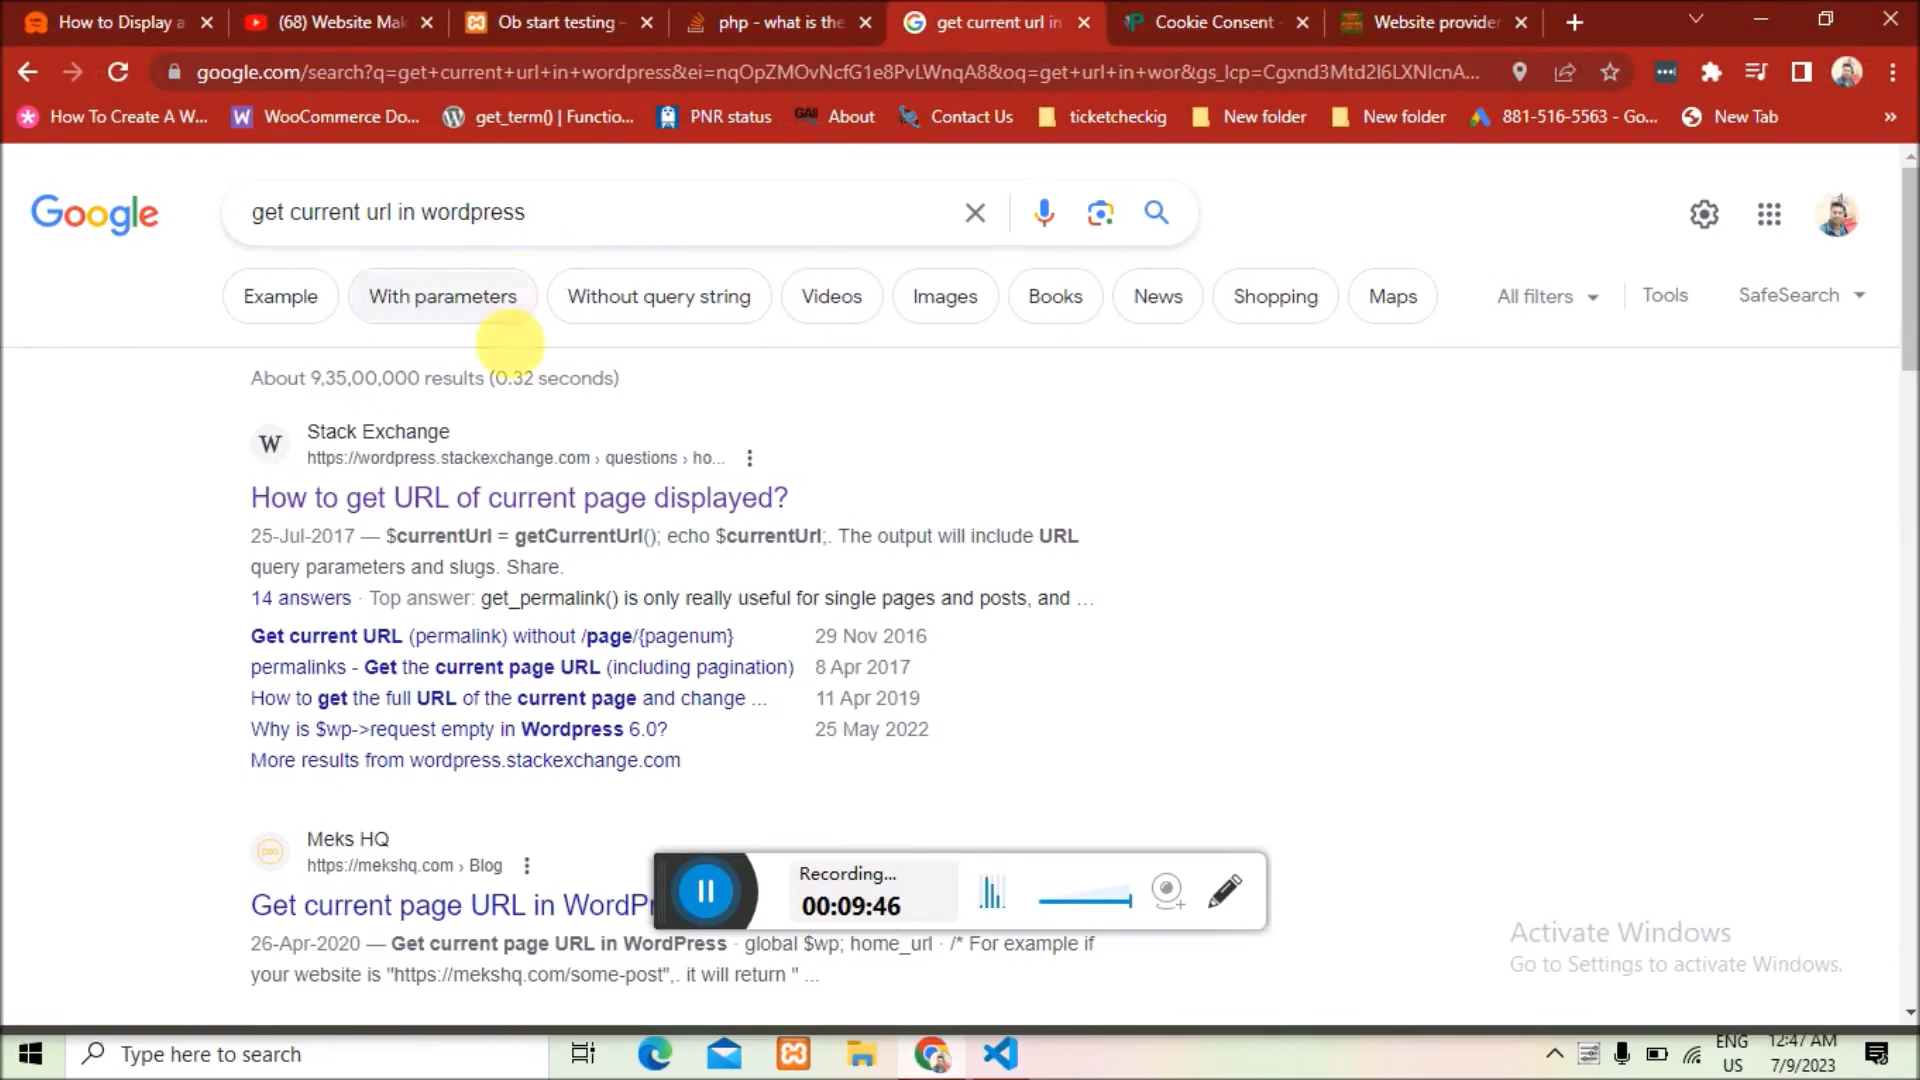 How to Display a
(68) Website Mak
Ob start testing -
php - what is the
get current url in
Cookie Consent -
Website provider
google.com/search?q=get+current+url+in+wordpress&ei=nqOpZMOvNcfG1e8PvLWnqA8&oq=get+url+in+wor&gs_lcp=Cgxnd3Mtd2l6LXNlcnA...
How To Create A W...
WooCommerce Do...
get_term() | Functio...
PNR status
About
Contact Us
ticketcheckig
New folder
New folder
881-516-5563 - Go...
New Tab
»
Google
get current url in wordpress
Example
With parameters
Without query string
Videos
Images
Books
News
Shopping
Maps
All filters
Tools
SafeSearch
About 9,35,00,000 results (0.32 seconds)
W
Stack Exchange
https://wordpress.stackexchange.com › questions › ho...
How to get URL of current page displayed?
25-Jul-2017 — $currentUrl = getCurrentUrl(); echo $currentUrl;. The output will include URL
query parameters and slugs. Share.
14 answers · Top answer: get_permalink() is only really useful for single pages and posts, and ...
Get current URL (permalink) without /page/{pagenum} 29 Nov 2016
permalinks - Get the current page URL (including pagination) 8 Apr 2017
How to get the full URL of the current page and change ... 11 Apr 2019
Why is $wp->request empty in Wordpress 6.0? 25 May 2022
More results from wordpress.stackexchange.com
Meks HQ
https://mekshq.com › Blog
Get current page URL in WordPr
26-Apr-2020 — Get current page URL in WordPress · global $wp; home_url · /* For example if
your website is "https://mekshq.com/some-post",. it will return " ...
Recording...
00:09:46
Activate Windows
Go to Settings to activate Windows.
Type here to search
ENG
US
12:47 AM
7/9/2023